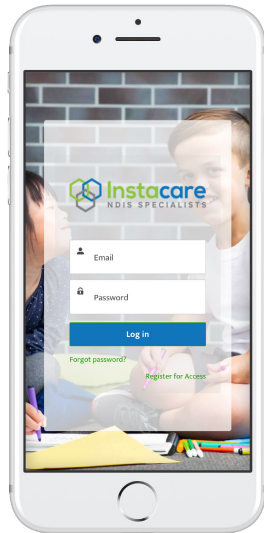 Instacare
NDIS SPECIALISTS
Email
Password
Log in
Forgot password?
Register for Access